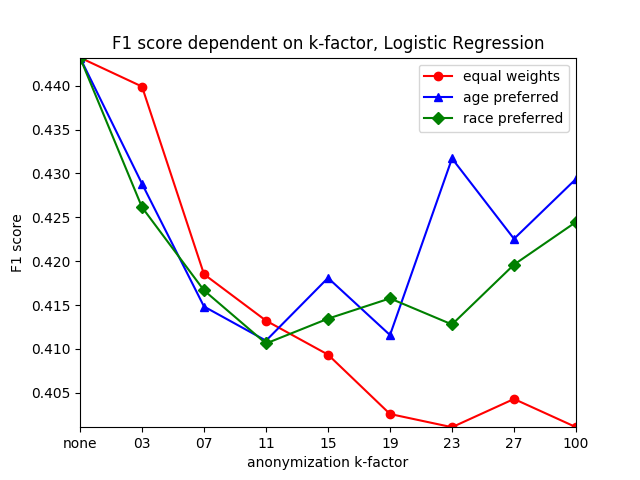 F1 score dependent on k-factor, Logistic Regression
equal weights
age preferred
race preferred
F1 score
0.440
0.435
0.430
0.425
0.420
0.415
0.410
0.405
none 03 07 11 15 19 23 27 100
anonymization k-factor